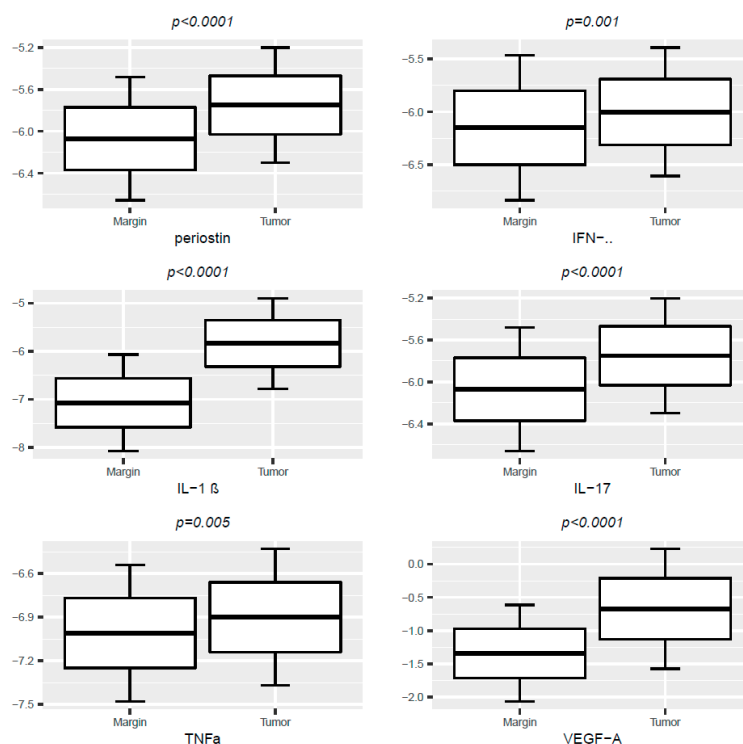 p<0.0001
−5.2
−5.6
−6.0
−6.4
Margin Tumor
periostin
p=0.001
−5.5
−6.0
−6.5
Margin Tumor
IFN−..
p<0.0001
−5
−6
−7
−8
Margin Tumor
IL−1 ß
p<0.0001
−5.2
−5.6
−6.0
−6.4
Margin Tumor
IL−17
p=0.005
−6.6
−6.9
−7.2
−7.5
Margin Tumor
TNFa
p<0.0001
0.0
−0.5
−1.0
−1.5
−2.0
Margin Tumor
VEGF−A